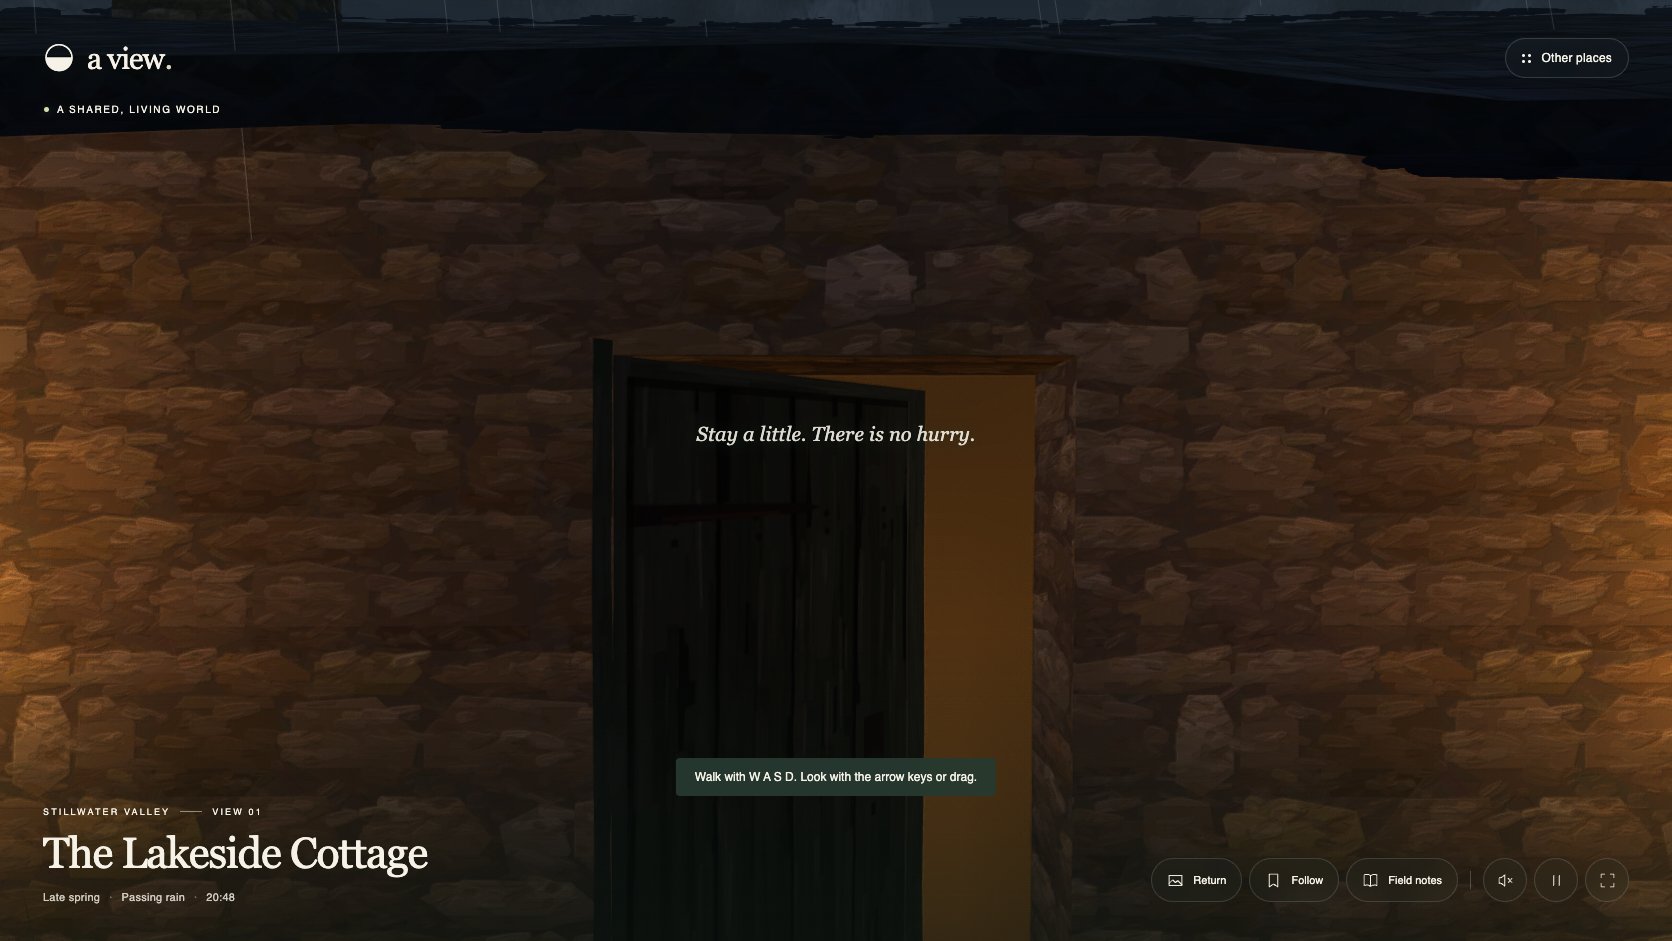 a view.
Other places
A SHARED, LIVING WORLD
Stay a little. There is no hurry.
Walk with W A S D. Look with the arrow keys or drag.
STILLWATER VALLEY — VIEW 01
The Lakeside Cottage
Late spring · Passing rain · 20:48
Return
Follow
Field notes